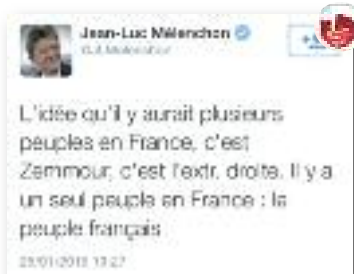 Jean-Luc Mélenchon
@JLMelenchon
L'idée qu'il y aurait plusieurs
peuples en France, c'est
Zemmour, c'est l'extr. droite. Il y a
un seul peuple en France : le
peuple français